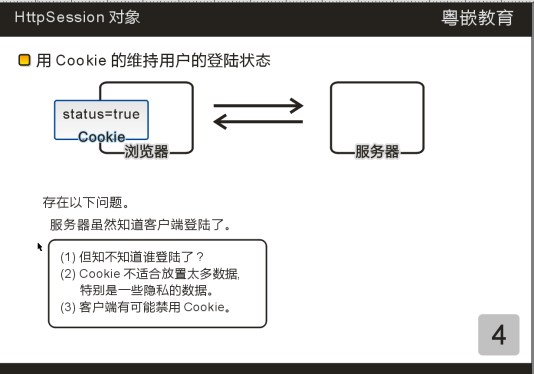 HttpSession 对象
粤嵌教育
用 Cookie 的维持用户的登陆状态
status=true
Cookie
浏览器
服务器
存在以下问题。
服务器虽然知道客户端登陆了。
(1) 但知不知道谁登陆了？
(2) Cookie 不适合放置太多数据,
特别是一些隐私的数据。
(3) 客户端有可能禁用 Cookie。
4